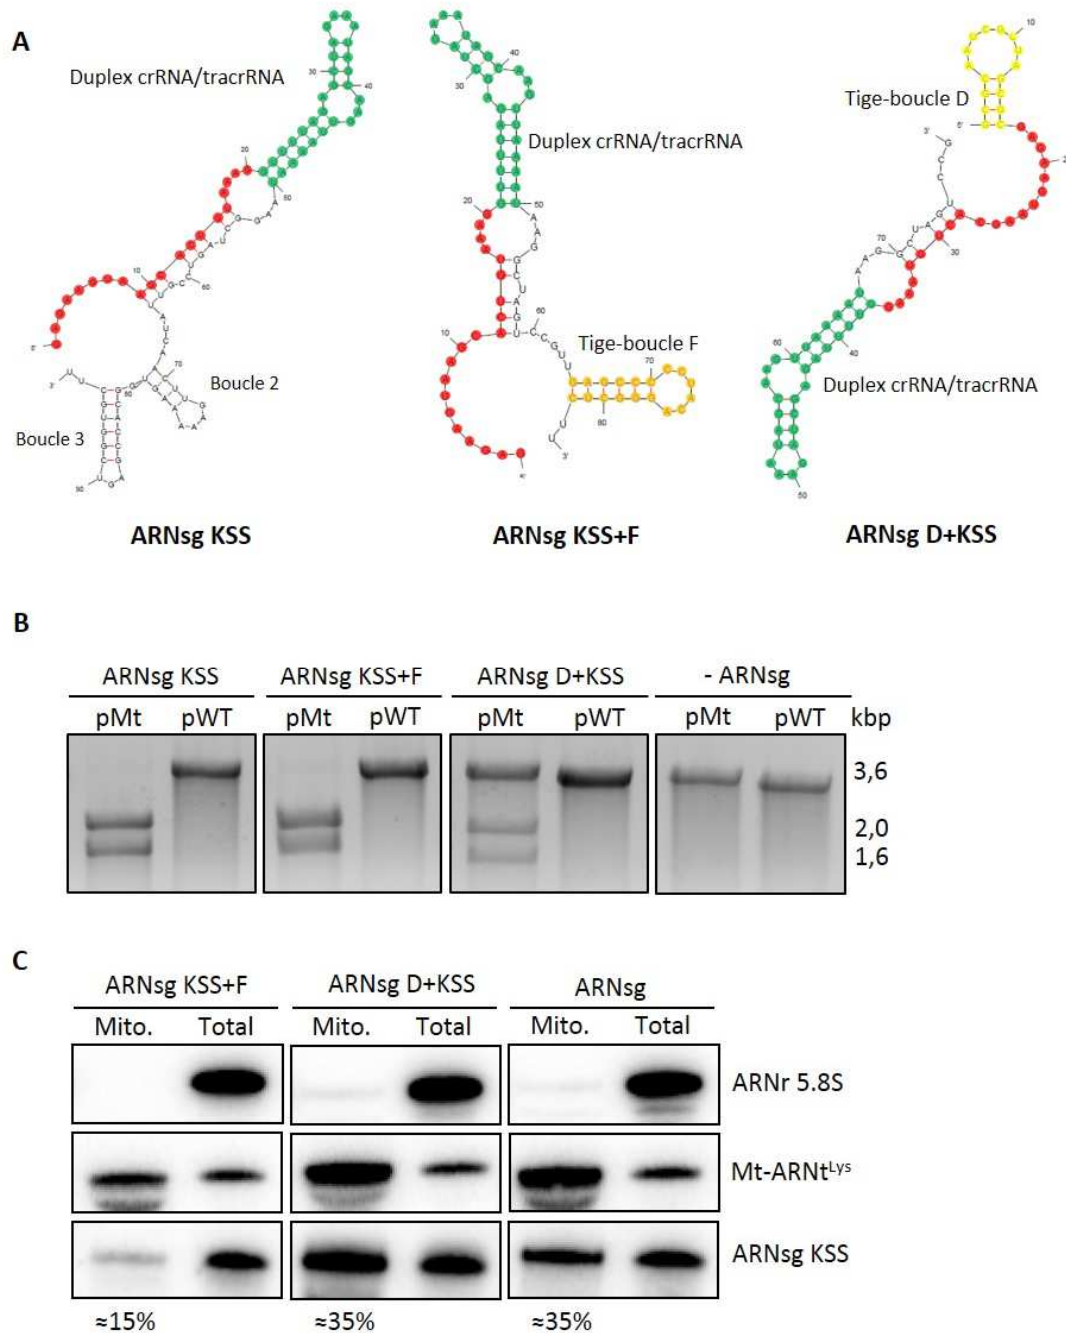 A
Duplex crRNA/tracrRNA
Boucle 2
Boucle 3
ARNsg KSS
Duplex crRNA/tracrRNA
Tige-boucle F
ARNsg KSS+F
Tige-boucle D
Duplex crRNA/tracrRNA
ARNsg D+KSS
B
ARNsg KSS ARNsg KSS+F ARNsg D+KSS - ARNsg
pMt pWT pMt pWT pMt pWT pMt pWT kbp
3,6
2,0
1,6
C
ARNsg KSS+F ARNsg D+KSS ARNsg
Mito. Total Mito. Total Mito. Total
ARNr 5.8S
Mt-ARNtLys
ARNsg KSS
≈15% ≈35% ≈35%